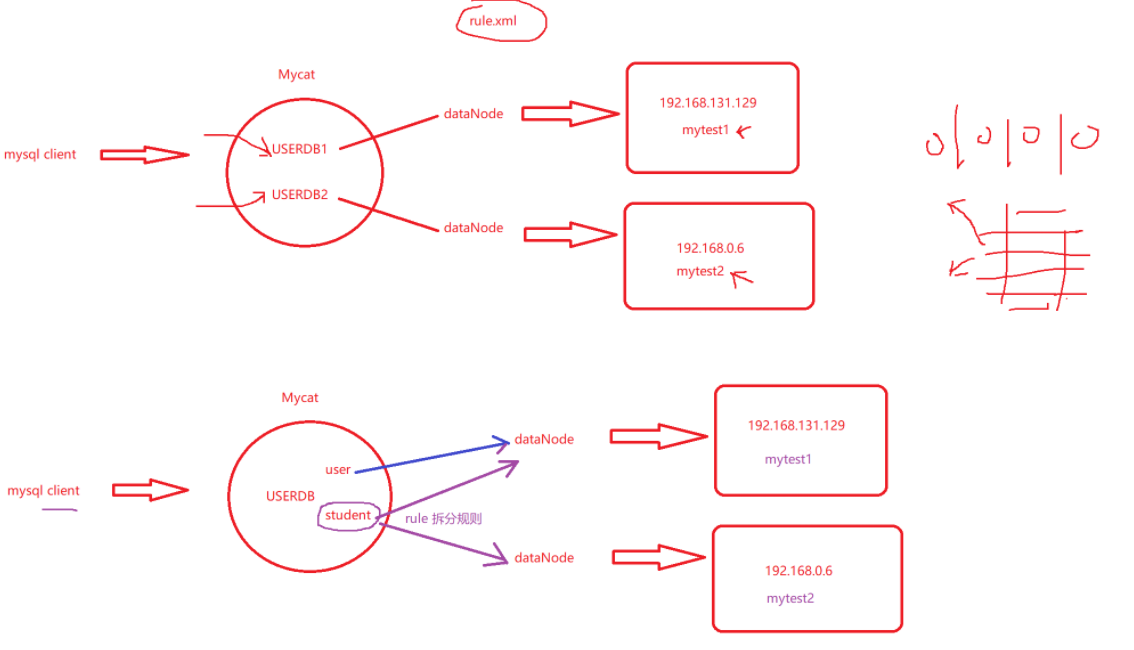 rule.xml
Mycat
mysql client
USERDB1
USERDB2
dataNode
dataNode
192.168.131.129
mytest1
192.168.0.6
mytest2
Mycat
mysql client
user
USERDB
student
rule 拆分规则
dataNode
dataNode
192.168.131.129
mytest1
192.168.0.6
mytest2